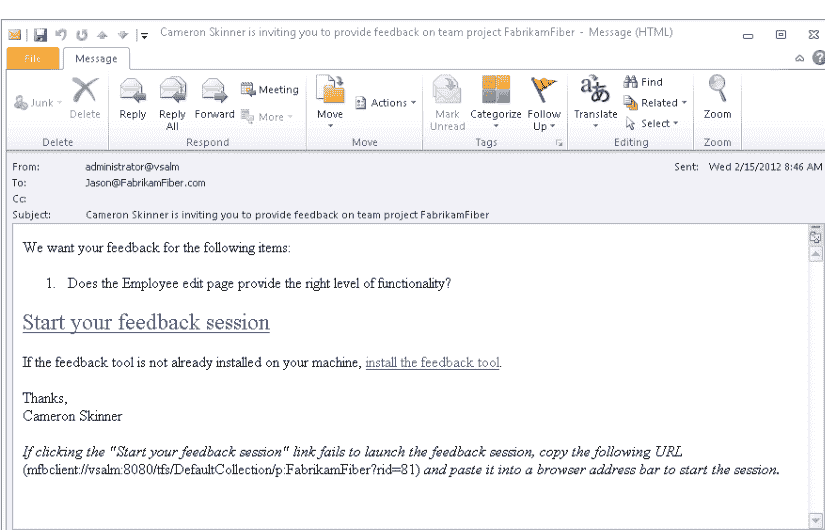 Cameron Skinner is inviting you to provide feedback on team project FabrikamFiber - Message (HTML)
File Message
Junk Delete Reply Reply All Forward Meeting More Move Actions Mark Unread Categorize Follow Up Translate Find Related Select Zoom
Delete Respond Move Tags Editing Zoom
From: administrator@vsalm Sent: Wed 2/15/2012 8:46 AM
To: Jason@FabrikamFiber.com
Cc:
Subject: Cameron Skinner is inviting you to provide feedback on team project FabrikamFiber
We want your feedback for the following items:
1. Does the Employee edit page provide the right level of functionality?
Start your feedback session
If the feedback tool is not already installed on your machine, install the feedback tool.
Thanks,
Cameron Skinner
If clicking the "Start your feedback session" link fails to launch the feedback session, copy the following URL
(mfbclient://vsalm:8080/tfs/DefaultCollection/p:FabrikamFiber?rid=81) and paste it into a browser address bar to start the session.